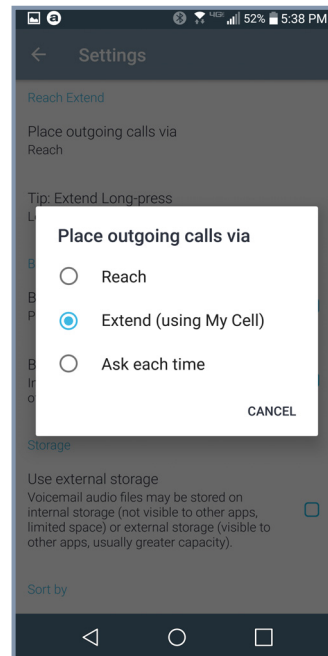 a 4G 52% 5:38 PM
Settings
Reach Extend
Place outgoing calls via
Reach
Tip: Extend Long-press
L
Place outgoing calls via
B
Reach
B
P
Extend (using My Cell)
B
Ask each time
Ir
o
CANCEL
Storage
Use external storage
Voicemail audio files may be stored on
internal storage (not visible to other apps,
limited space) or external storage (visible to
other apps, usually greater capacity).
Sort by